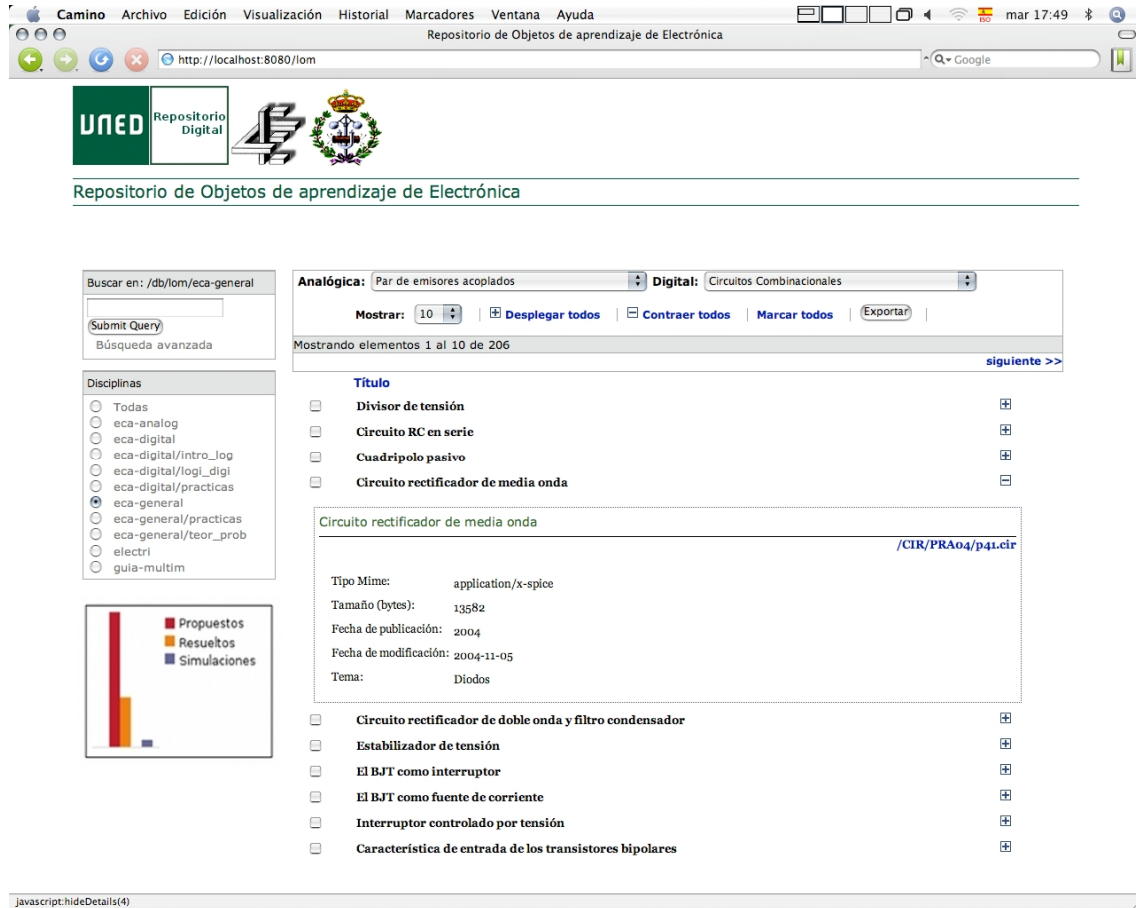 Camino Archivo Edición Visualización Historial Marcadores Ventana Ayuda ISO mar 17:49
Repositorio de Objetos de aprendizaje de Electrónica
http://localhost:8080/lom Google
UNED Repositorio Digital
Repositorio de Objetos de aprendizaje de Electrónica
Buscar en: /db/lom/eca-general
Submit Query
Búsqueda avanzada
Disciplinas
Todas
eca-analog
eca-digital
eca-digital/intro_log
eca-digital/logi_digi
eca-digital/practicas
eca-general
eca-general/practicas
eca-general/teor_prob
electri
guia-multim
Propuestos
Resueltos
Simulaciones
Analógica: Par de emisores acoplados Digital: Circuitos Combinacionales
Mostrar: 10 | Desplegar todos | Contraer todos | Marcar todos | Exportar |
Mostrando elementos 1 al 10 de 206
siguiente >>
Título
Divisor de tensión
Circuito RC en serie
Cuadripolo pasivo
Circuito rectificador de media onda
Circuito rectificador de media onda
/CIR/PRA04/p41.cir
Tipo Mime: application/x-spice
Tamaño (bytes): 13582
Fecha de publicación: 2004
Fecha de modificación: 2004-11-05
Tema: Diodos
Circuito rectificador de doble onda y filtro condensador
Estabilizador de tensión
El BJT como interruptor
El BJT como fuente de corriente
Interruptor controlado por tensión
Característica de entrada de los transistores bipolares
javascript:hideDetails(4)